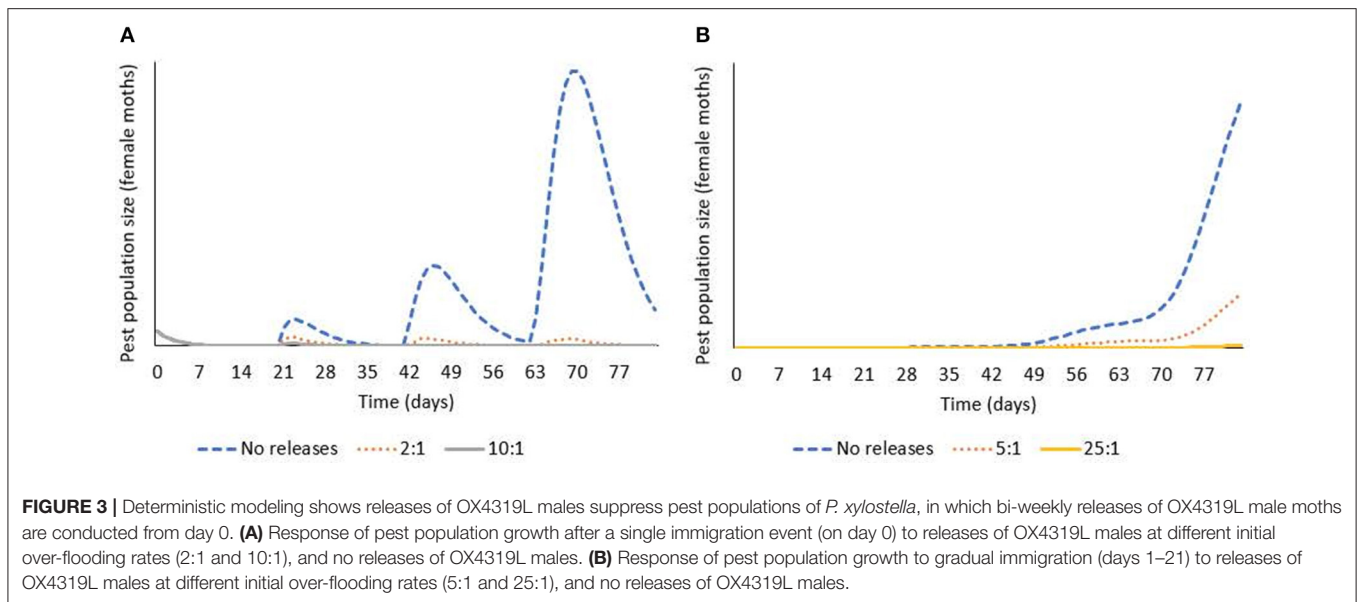 A
Pest population size (female moths)
0 7 14 21 28 35 42 49 56 63 70 77
Time (days)
No releases 2:1 10:1
B
Pest population size (female moths)
0 7 14 21 28 35 42 49 56 63 70 77
Time (days)
No releases 5:1 25:1
FIGURE 3 | Deterministic modeling shows releases of OX4319L males suppress pest populations of P. xylostella, in which bi-weekly releases of OX4319L male moths
are conducted from day 0. (A) Response of pest population growth after a single immigration event (on day 0) to releases of OX4319L males at different initial
over-flooding rates (2:1 and 10:1), and no releases of OX4319L males. (B) Response of pest population growth to gradual immigration (days 1–21) to releases of
OX4319L males at different initial over-flooding rates (5:1 and 25:1), and no releases of OX4319L males.